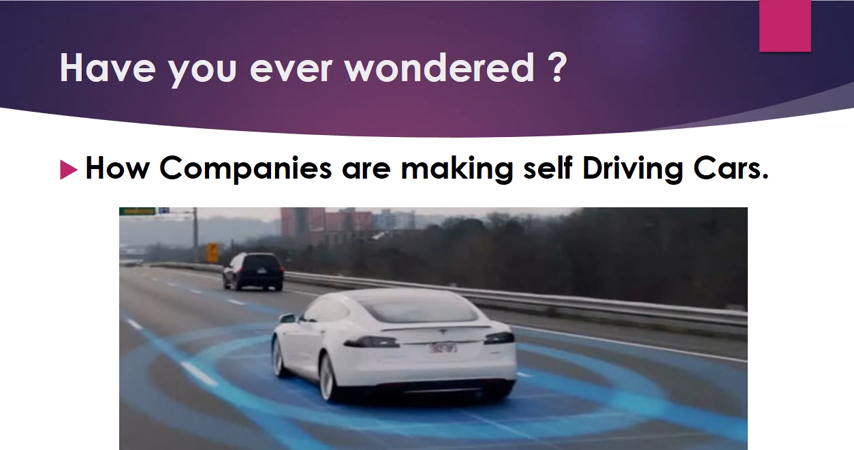 Have you ever wondered ?
How Companies are making self Driving Cars.